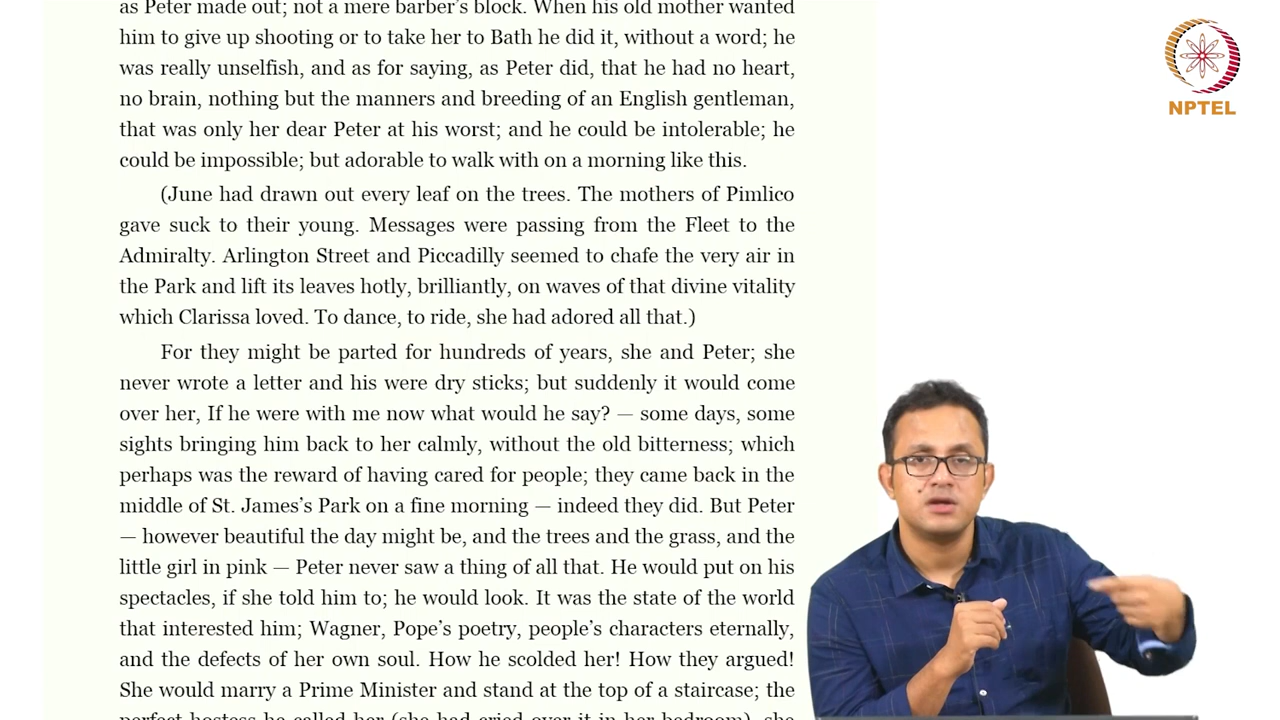 as Peter made out; not a mere barber's block. When his old mother wanted
him to give up shooting or to take her to Bath he did it, without a word; he
was really unselfish, and as for saying, as Peter did, that he had no heart,
no brain, nothing but the manners and breeding of an English gentleman,
that was only her dear Peter at his worst; and he could be intolerable; he
could be impossible; but adorable to walk with on a morning like this.
(June had drawn out every leaf on the trees. The mothers of Pimlico
gave suck to their young. Messages were passing from the Fleet to the
Admiralty. Arlington Street and Piccadilly seemed to chafe the very air in
the Park and lift its leaves hotly, brilliantly, on waves of that divine vitality
which Clarissa loved. To dance, to ride, she had adored all that.)
For they might be parted for hundreds of years, she and Peter; she
never wrote a letter and his were dry sticks; but suddenly it would come
over her, If he were with me now what would he say? — some days, some
sights bringing him back to her calmly, without the old bitterness; which
perhaps was the reward of having cared for people; they came back in the
middle of St. James's Park on a fine morning — indeed they did. But Peter
— however beautiful the day might be, and the trees and the grass, and the
little girl in pink — Peter never saw a thing of all that. He would put on his
spectacles, if she told him to; he would look. It was the state of the world
that interested him; Wagner, Pope's poetry, people's characters eternally,
and the defects of her own soul. How he scolded her! How they argued!
She would marry a Prime Minister and stand at the top of a staircase; the
perfect hostess he called her (she had cried over it in her bedroom), she
NPTEL